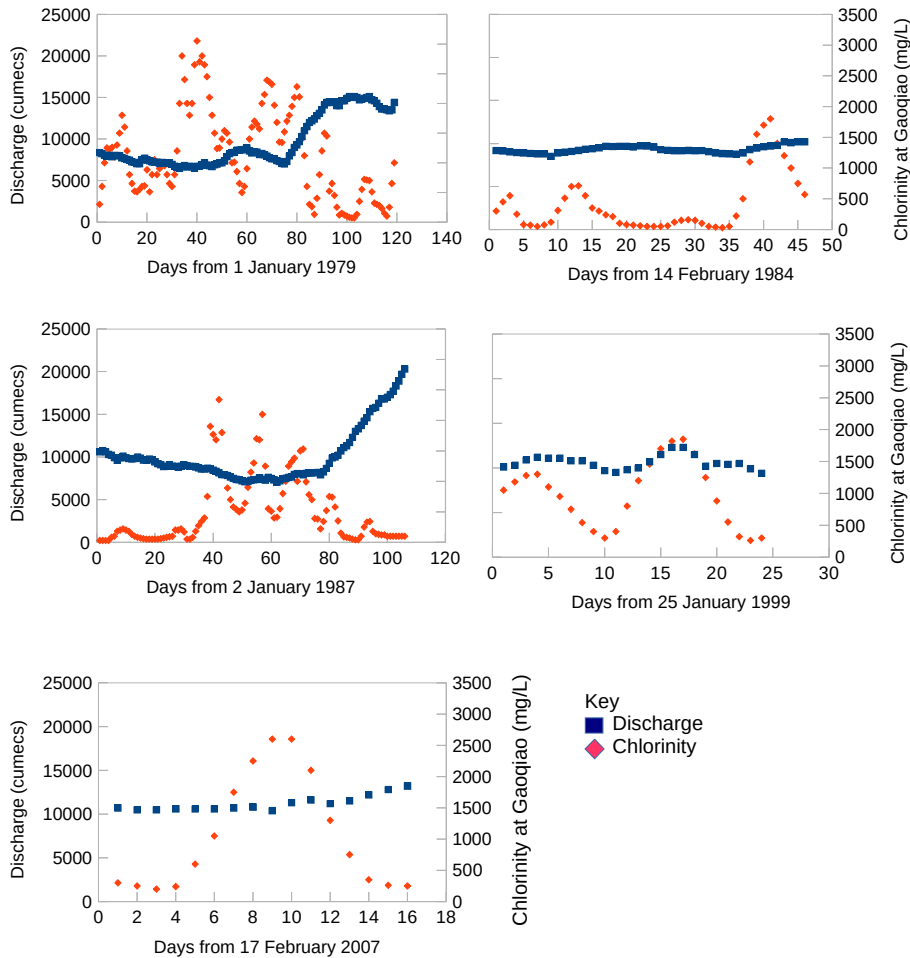 25000
20000
15000
10000
5000
0
Discharge (cumecs)
0 20 40 60 80 100 120 140
Days from 1 January 1979
3500
3000
2500
2000
1500
1000
500
0
Chlorinity at Gaoqiao (mg/L)
0 5 10 15 20 25 30 35 40 45 50
Days from 14 February 1984
25000
20000
15000
10000
5000
0
Discharge (cumecs)
0 20 40 60 80 100 120
Days from 2 January 1987
3500
3000
2500
2000
1500
1000
500
0
Chlorinity at Gaoqiao (mg/L)
0 5 10 15 20 25 30
Days from 25 January 1999
25000
20000
15000
10000
5000
0
Discharge (cumecs)
3500
3000
2500
2000
1500
1000
500
0
Chlorinity at Gaoqiao (mg/L)
0 2 4 6 8 10 12 14 16 18
Days from 17 February 2007
Key
Discharge
Chlorinity